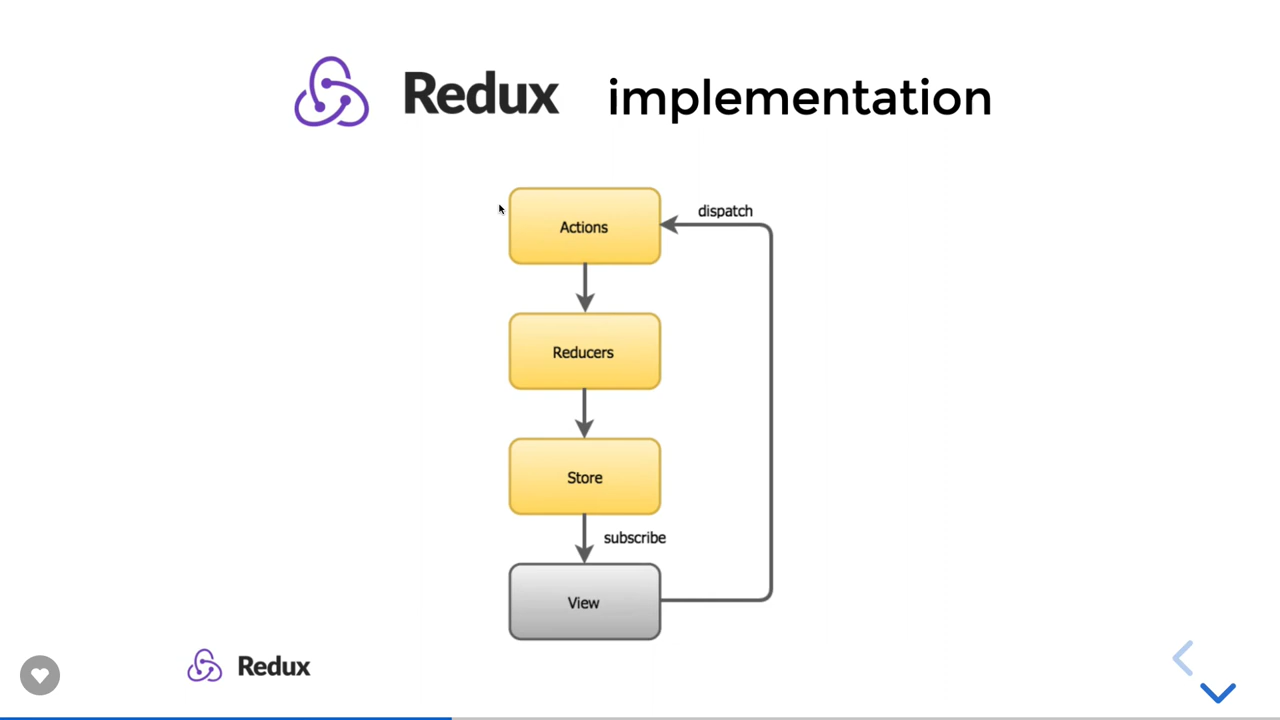 Redux implementation
Actions
dispatch
Reducers
Store
subscribe
View
Redux